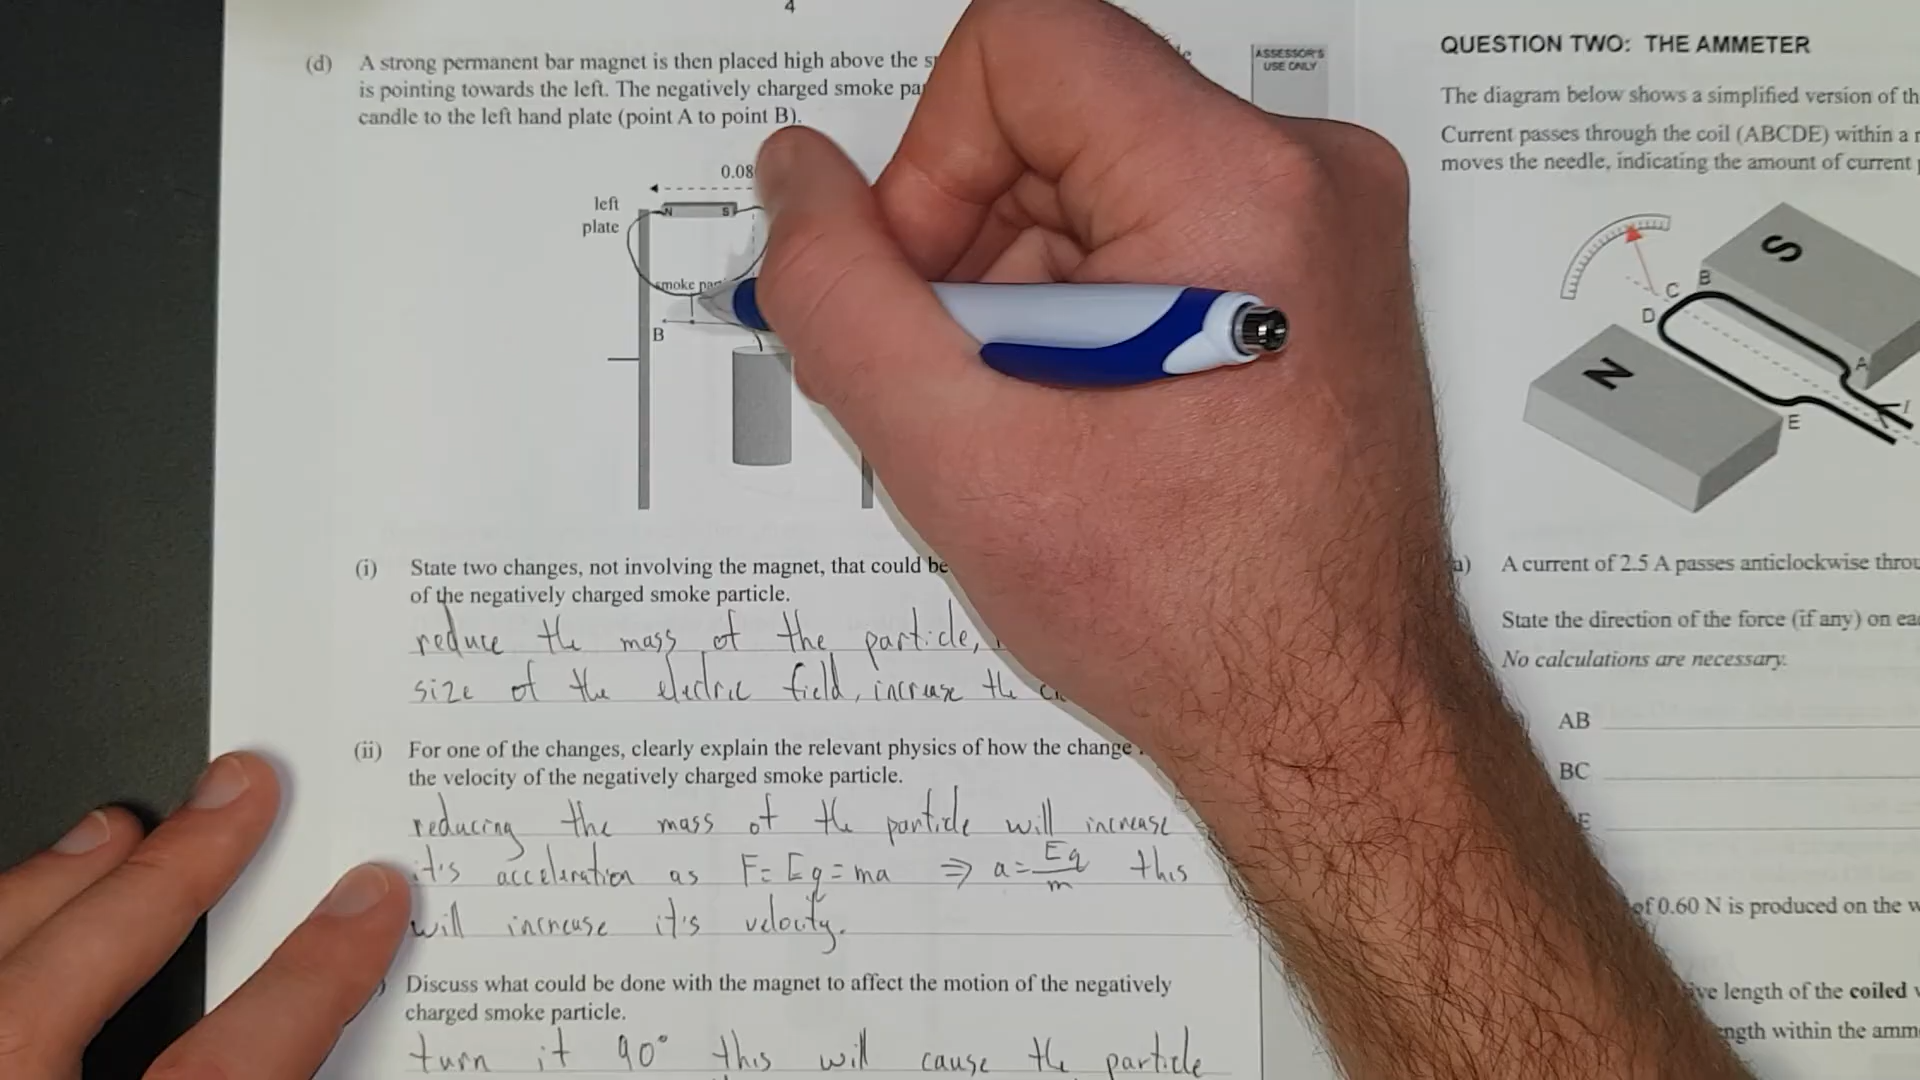 4
(d) A strong permanent bar magnet is then placed high above the
is pointing towards the left. The negatively charged smoke
candle to the left hand plate (point A to point B).
ASSESSOR'S
USE ONLY
0.08
left
plate
N S
smoke
B
(i) State two changes, not involving the magnet, that could be
of the negatively charged smoke particle.
reduce the mass of the particle,
size of the electric field, increase the
(ii) For one of the changes, clearly explain the relevant physics of how the change
the velocity of the negatively charged smoke particle.
reducing the mass of the particle will increase
it's acceleration as F= Eq = ma ⇒ a= Eq/m this
will increase it's velocity.
Discuss what could be done with the magnet to affect the motion of the negatively
charged smoke particle.
turn it 90° this will cause the particle
QUESTION TWO: THE AMMETER
The diagram below shows a simplified version of
Current passes through the coil (ABCDE) within a
moves the needle, indicating the amount of current
S
B
C
D
A
N
E
I
A current of 2.5 A passes anticlockwise
State the direction of the force (if any) on
No calculations are necessary.
AB
BC
of 0.60 N is produced on the
length of the coiled
within the